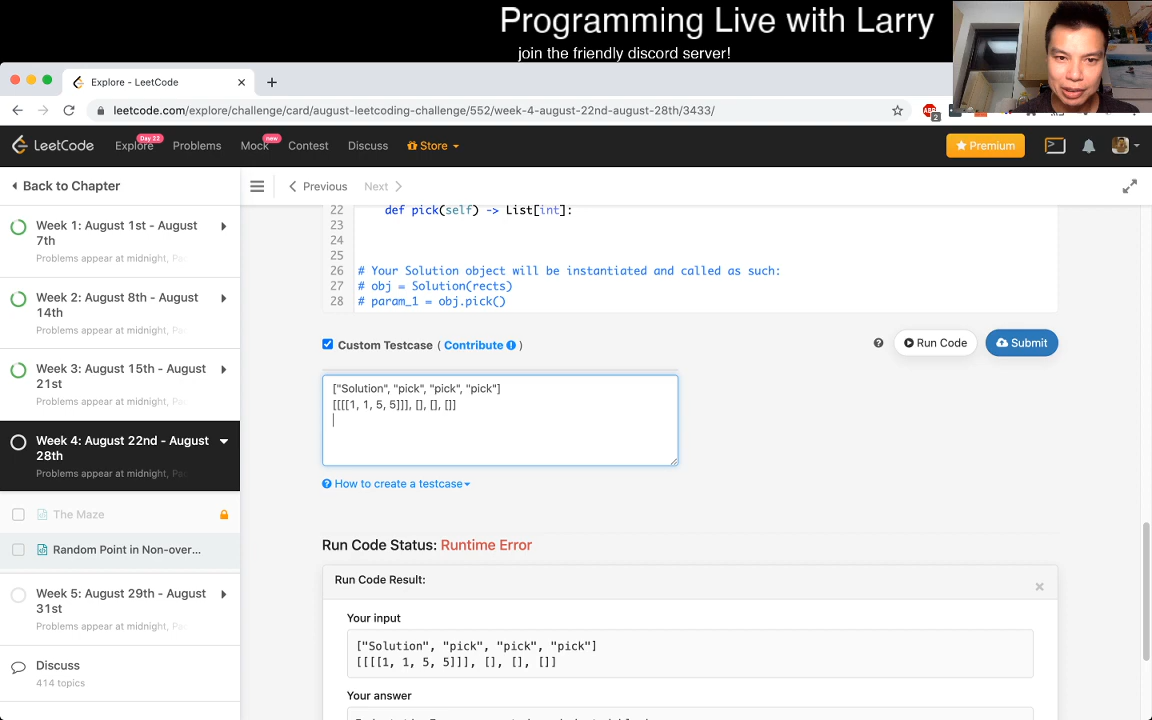 Programming Live with Larry
join the friendly discord server!
Explore - LeetCode
leetcode.com/explore/challenge/card/august-leetcoding-challenge/552/week-4-august-22nd-august-28th/3433/
ABP
2
LeetCode
Explore
Day 22
Problems
Mock
new
Contest
Discuss
Store
Premium
Back to Chapter
Previous
Next
Week 1: August 1st - August
7th
Problems appear at midnight,
Week 2: August 8th - August
14th
Problems appear at midnight,
Week 3: August 15th - August
21st
Problems appear at midnight,
Week 4: August 22nd - August
28th
Problems appear at midnight,
The Maze
Random Point in Non-over...
Week 5: August 29th - August
31st
Problems appear at midnight,
Discuss
414 topics
22 def pick(self) -> List[int]:
23
24
25
26 # Your Solution object will be instantiated and called as such:
27 # obj = Solution(rects)
28 # param_1 = obj.pick()
Custom Testcase ( Contribute )
Run Code
Submit
["Solution", "pick", "pick", "pick"]
[[[[1, 1, 5, 5]]], [], [], []]
How to create a testcase
Run Code Status: Runtime Error
Run Code Result:
Your input
["Solution", "pick", "pick", "pick"]
[[[[1, 1, 5, 5]]], [], [], []]
Your answer